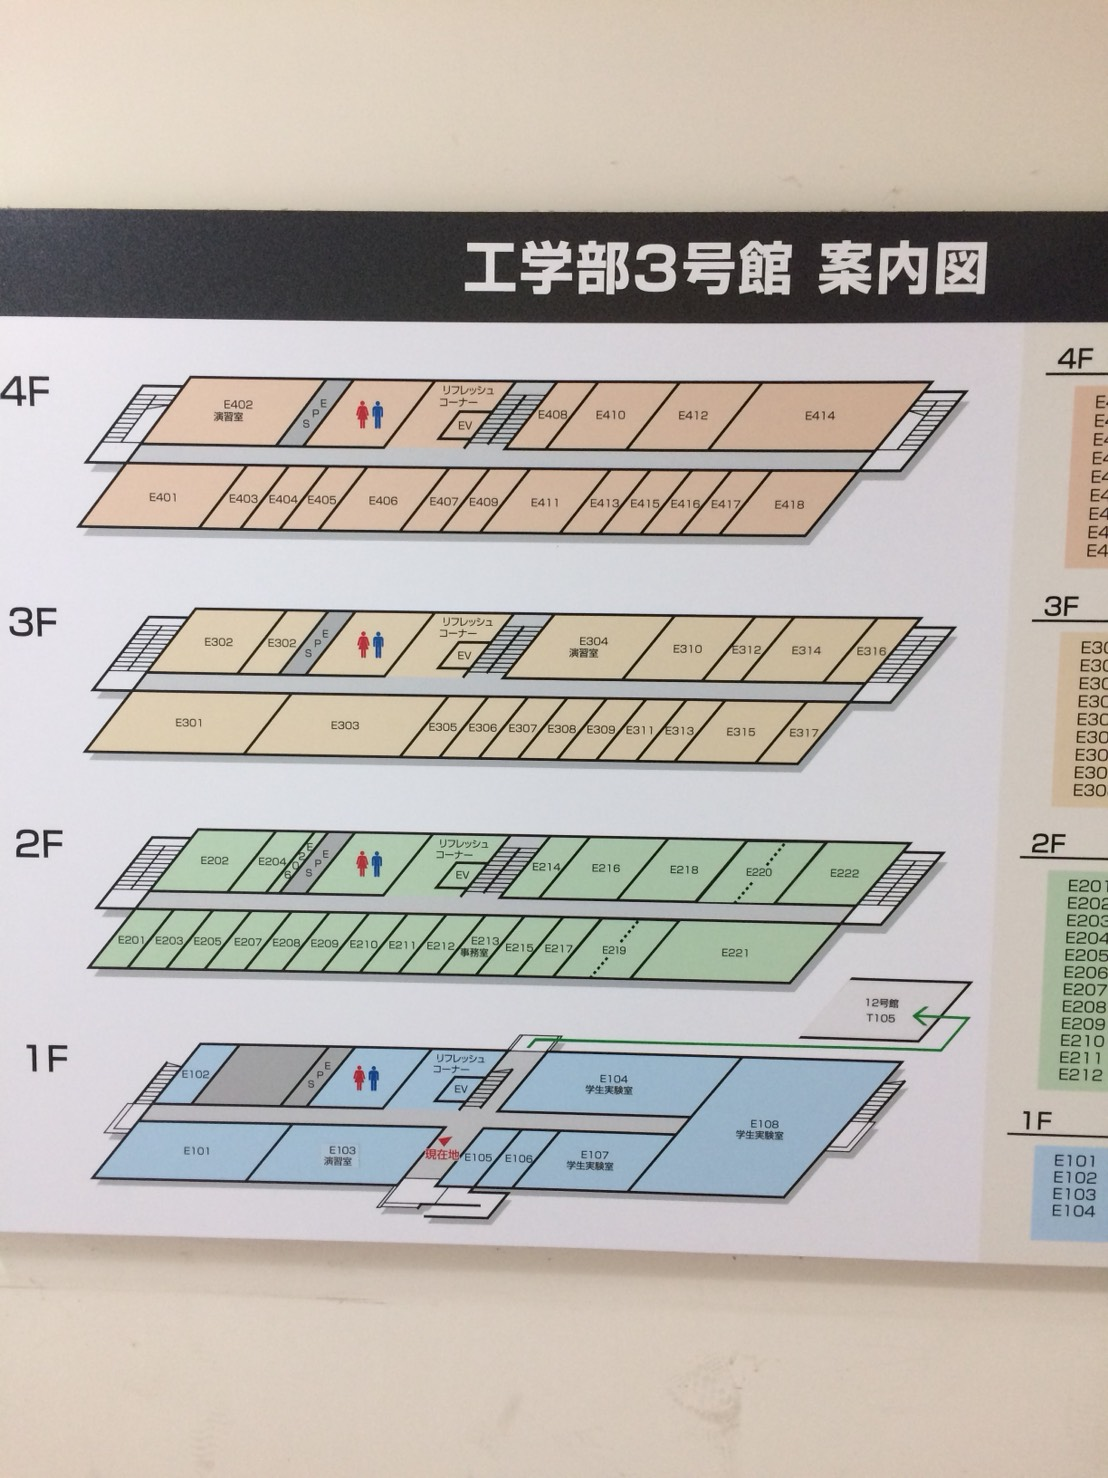 工学部3号館 案内図
4F
E402
演習室
EPS
リフレッシュ
コーナー
EV
E408
E410
E412
E414
E401
E403
E404
E405
E406
E407
E409
E411
E413
E415
E416
E417
E418
3F
E302
E302
EPS
リフレッシュ
コーナー
EV
E304
演習室
E310
E312
E314
E316
E301
E303
E305
E306
E307
E308
E309
E311
E313
E315
E317
2F
E202
E204
E206
EPS
リフレッシュ
コーナー
EV
E214
E216
E218
E220
E222
E201
E203
E205
E207
E208
E209
E210
E211
E212
E213
事務室
E215
E217
E219
E221
12号館
T105
1F
E102
EPS
リフレッシュ
コーナー
EV
E104
学生実験室
E108
学生実験室
E101
E103
演習室
現在地
E105
E106
E107
学生実験室
4F
3F
2F
E201
E202
E203
E204
E205
E206
E207
E208
E209
E210
E211
E212
1F
E101
E102
E103
E104